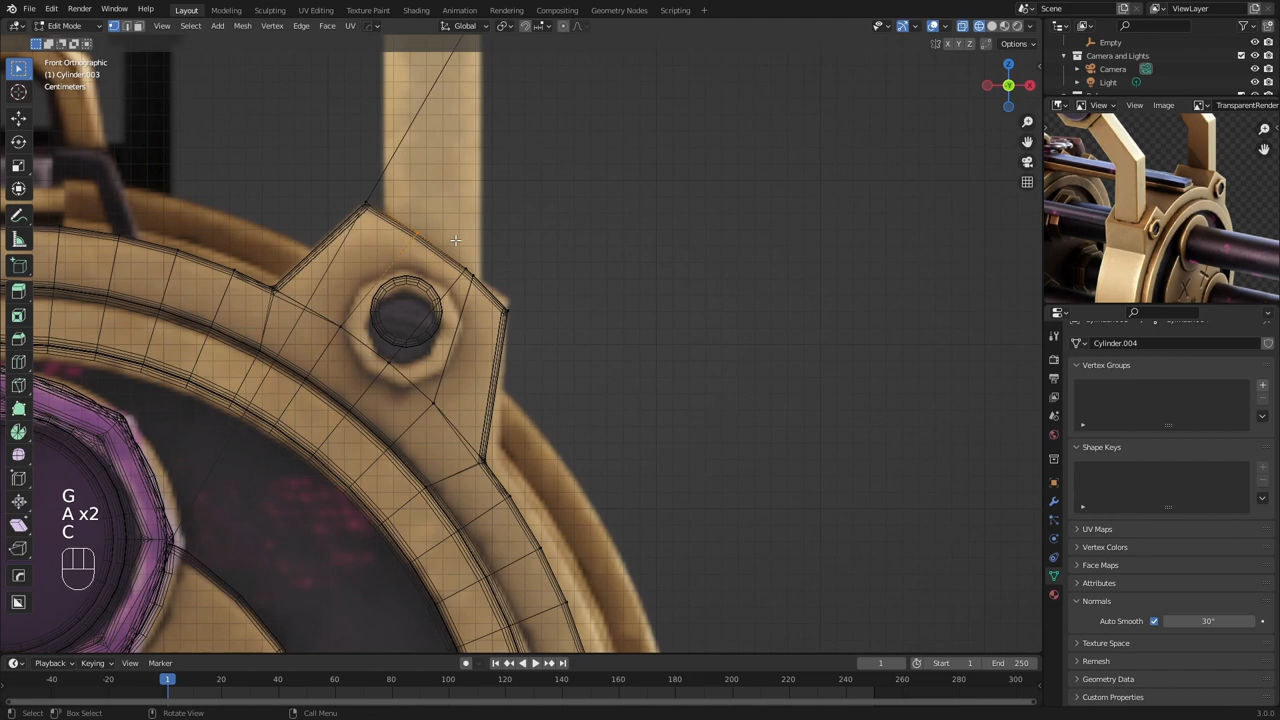 File Edit Render Window Help
Layout Modeling Sculpting UV Editing Texture Paint Shading Animation Rendering Compositing Geometry Nodes Scripting
Scene
ViewLayer
Edit Mode View Select Add Mesh Vertex Edge Face UV
Global
X Y Z
Options
Front Orthographic
(1) Cylinder.003
Centimeters
Z
Y
X
Empty
Camera and Lights
Camera
Light
View View Image TransparentRender
G
A x2
C
Cylinder.004
Vertex Groups
Shape Keys
UV Maps
Vertex Colors
Face Maps
Attributes
Normals
Auto Smooth 30°
Texture Space
Remesh
Geometry Data
Custom Properties
Playback Keying View Marker
1 Start 1 End 250
-40 -20 1 20 40 60 80 100 120 140 160 180 200 220 240 260 280 300
Select Box Select Rotate View Call Menu
3.0.0